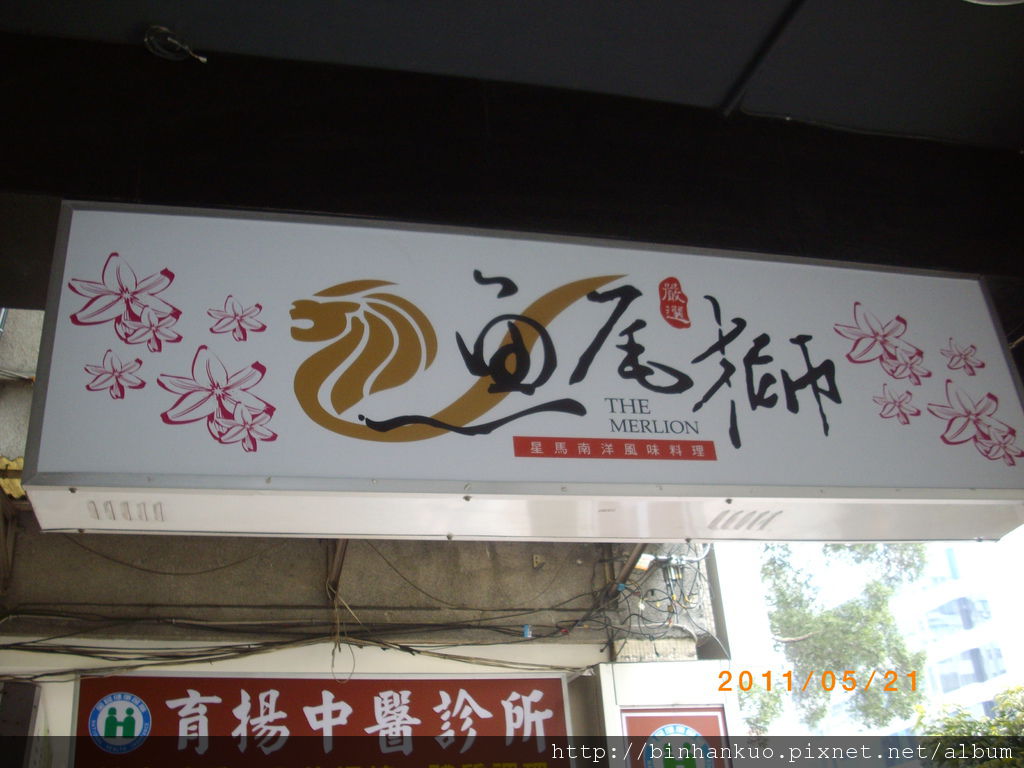 魚尾獅
嚴選
THE
MERLION
星馬南洋風味料理
2011/05/21
育揚中醫診所
http://binhankuo.pixnet.net/album